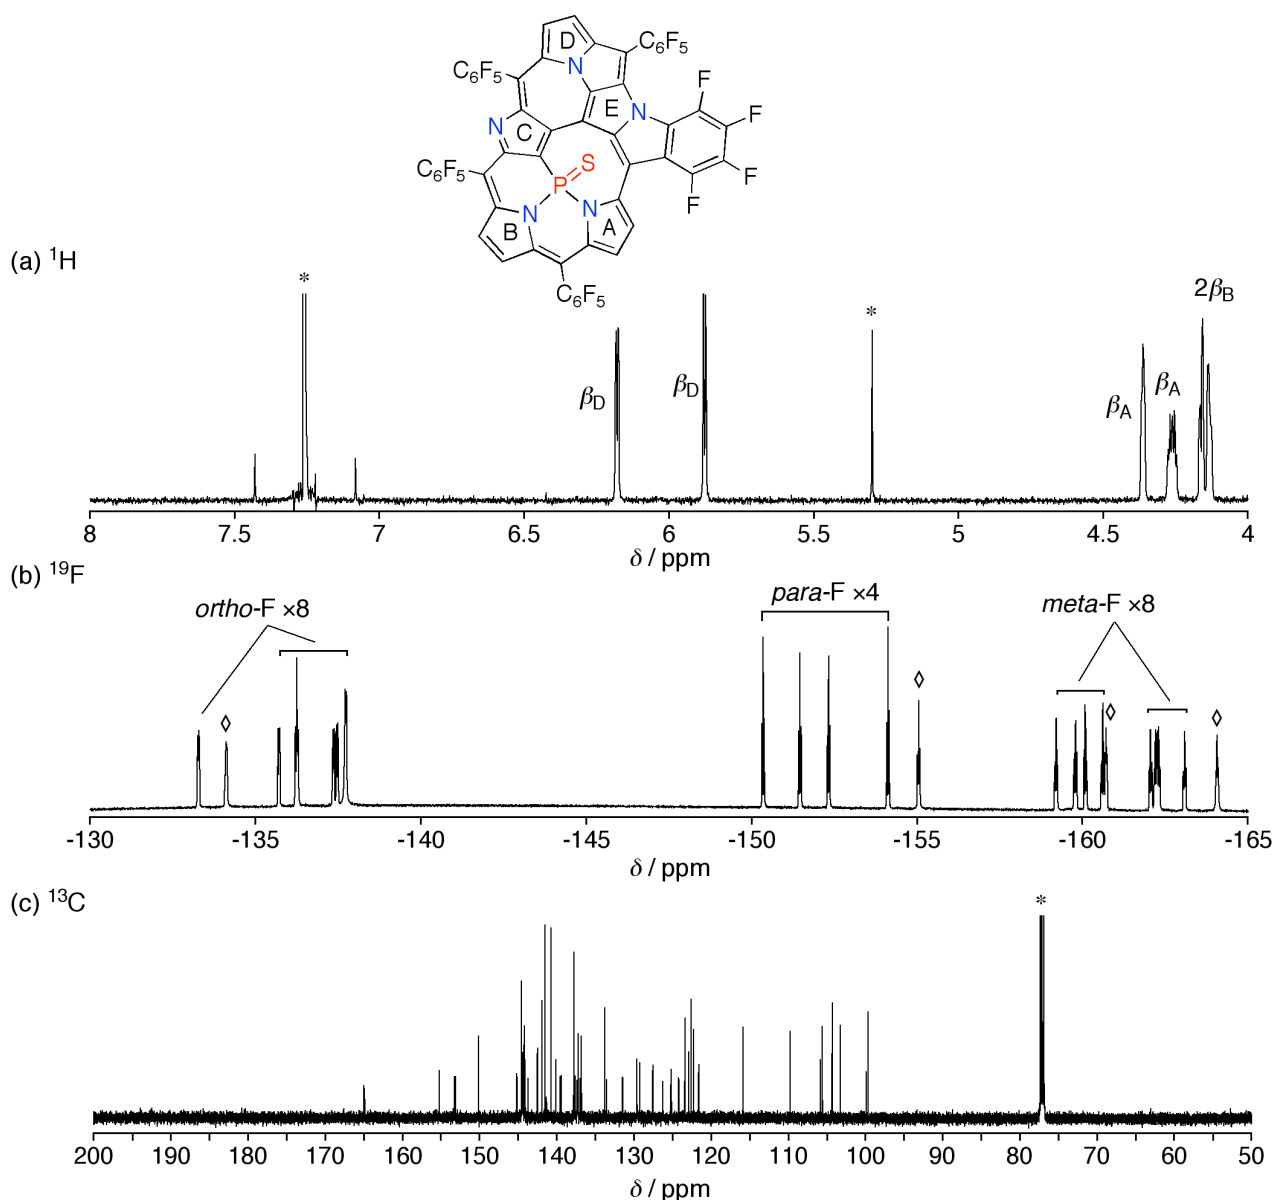 D
C₆F₅
C₆F₅
N
F
E
N
F
N
C
S
F
C₆F₅
P
F
N
N
B
A
C₆F₅
(a) ¹H
*
*
2βB
βD
βD
βA
βA
8
7.5
7
6.5
6
5.5
5
4.5
4
δ / ppm
(b) ¹⁹F
ortho-F ×8
para-F ×4
meta-F ×8
◊
◊
◊
◊
-130
-135
-140
-145
-150
-155
-160
-165
δ / ppm
(c) ¹³C
*
200
190
180
170
160
150
140
130
120
110
100
90
80
70
60
50
δ / ppm